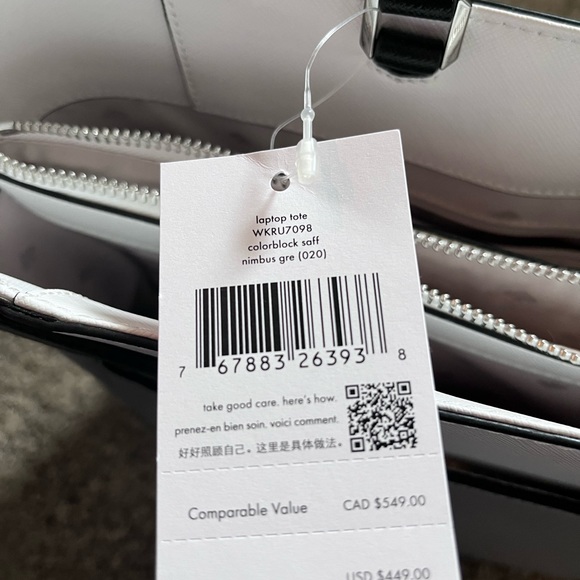 laptop tote
WKRU7098
colorblock saff
nimbus gre (020)
7 67883 26393 8
take good care. here's how.
prenez-en bien soin. voici comment.
好好照顾自己。这里是具体做法。
Comparable Value CAD $549.00
USD $449.00